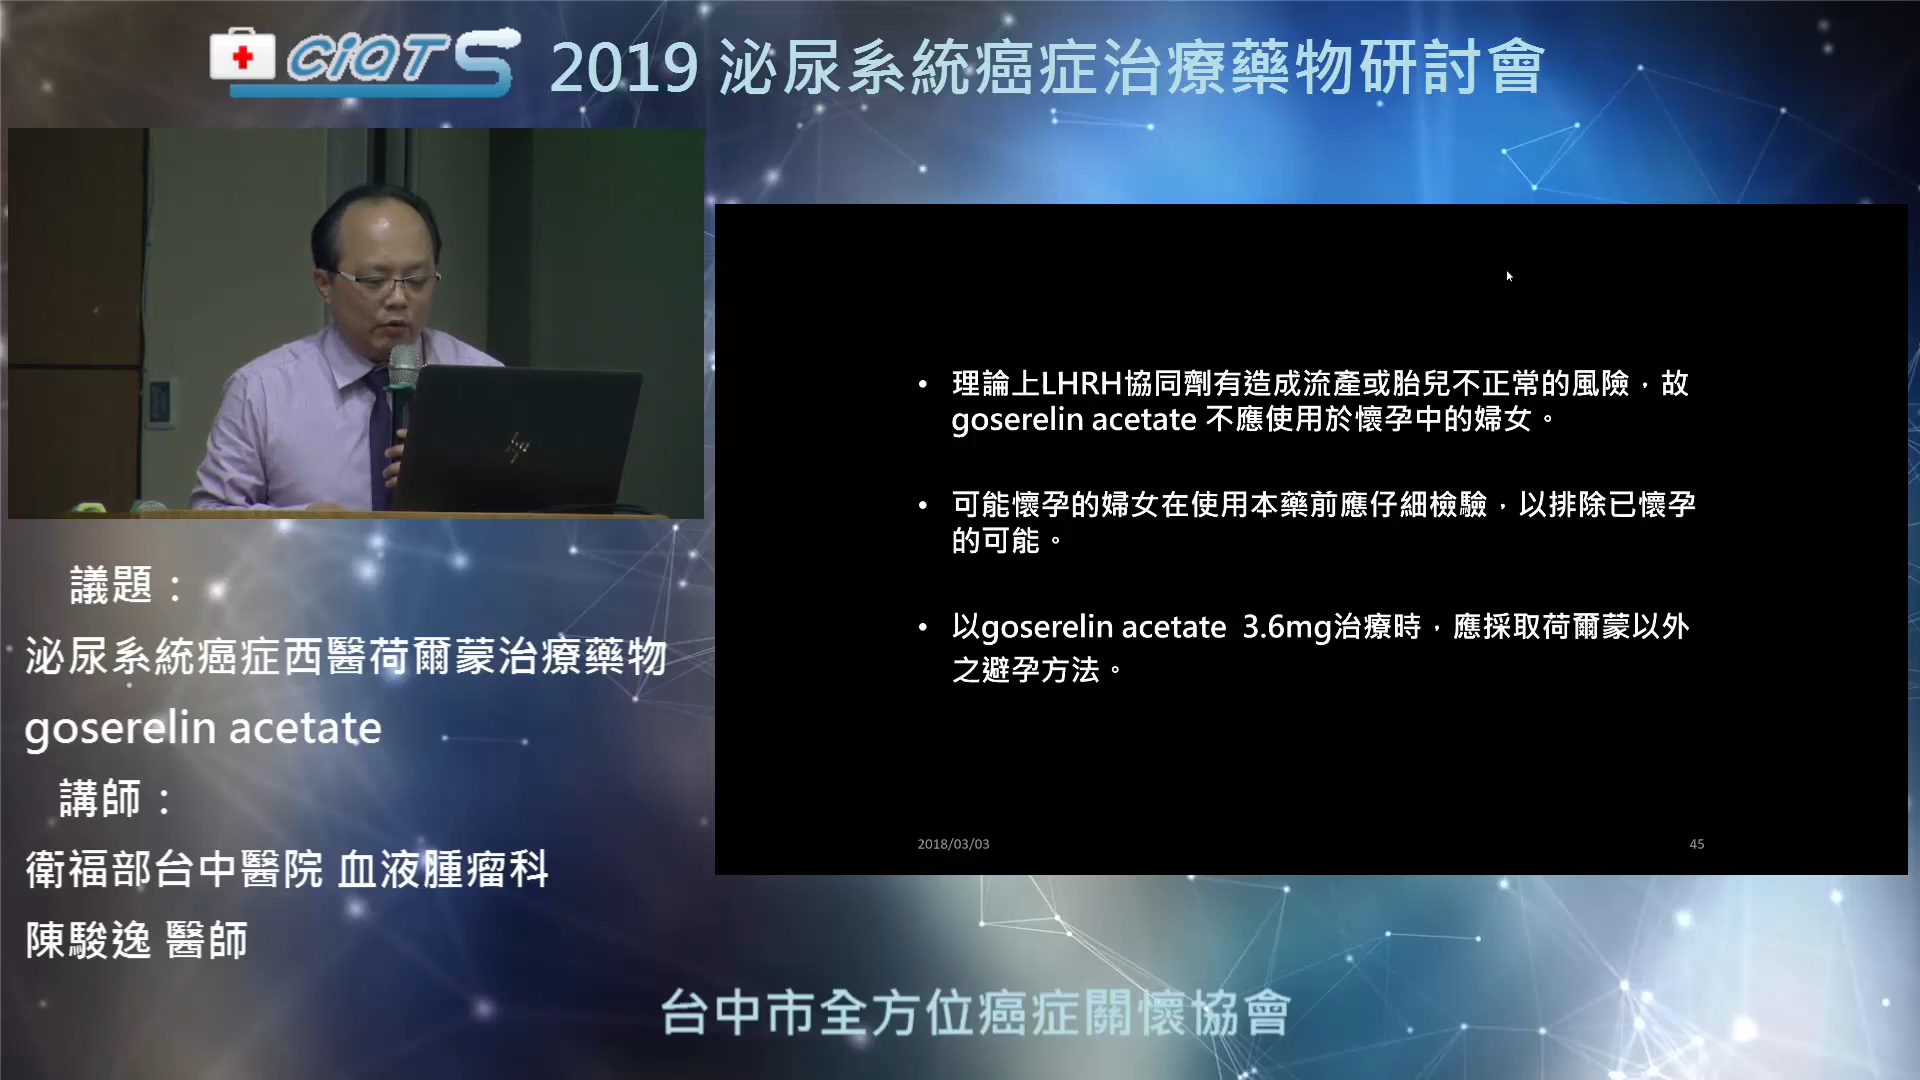 CiQTS 2019 泌尿系統癌症治療藥物研討會
議題：
泌尿系統癌症西醫荷爾蒙治療藥物
goserelin acetate
講師：
衛福部台中醫院 血液腫瘤科
陳駿逸 醫師
• 理論上LHRH協同劑有造成流產或胎兒不正常的風險，故
goserelin acetate 不應使用於懷孕中的婦女。
• 可能懷孕的婦女在使用本藥前應仔細檢驗，以排除已懷孕
的可能。
• 以goserelin acetate 3.6mg治療時，應採取荷爾蒙以外
之避孕方法。
2018/03/03
45
台中市全方位癌症關懷協會
hp